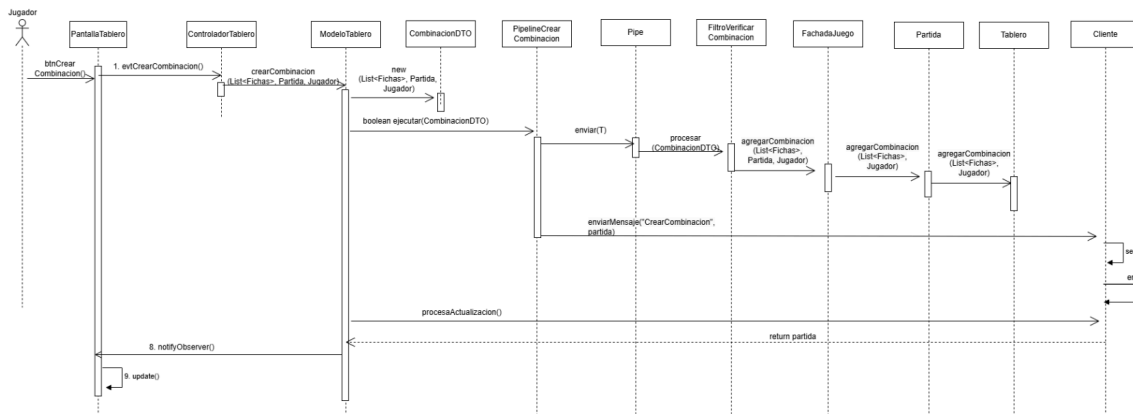 Jugador
PantallaTablero
ControladorTablero
ModeloTablero
CombinacionDTO
PipelineCrear
Combinacion
Pipe
FiltroVerificar
Combinacion
FachadaJuego
Partida
Tablero
Cliente
btnCrear
Combinacion()
1. evtCrearCombinacion()
crearCombinacion
(List<Fichas>, Partida, Jugador)
new
(List<Fichas>, Partida,
Jugador)
boolean ejecutar(CombinacionDTO)
enviar(T)
procesar
(CombinacionDTO)
agregarCombinacion
(List<Fichas>,
Partida, Jugador)
agregarCombinacion
(List<Fichas>,
Jugador)
agregarCombinacion
(List<Fichas>,
Jugador)
enviarMensaje("CrearCombinacion",
partida)
se
procesaActualizacion()
return partida
8. notifyObserver()
9. update()